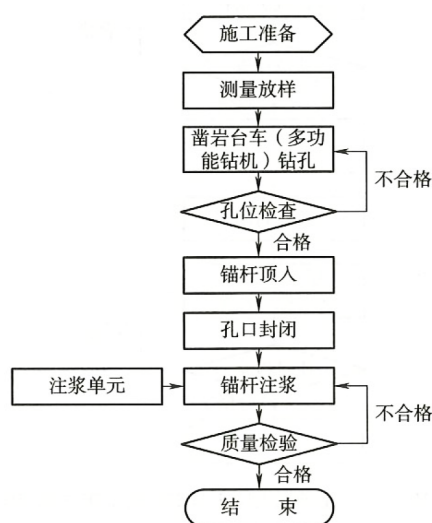 施工准备
测量放样
凿岩台车（多功
能钻机）钻孔
不合格
孔位检查
合格
锚杆顶入
孔口封闭
注浆单元
锚杆注浆
不合格
质量检验
合格
结 束